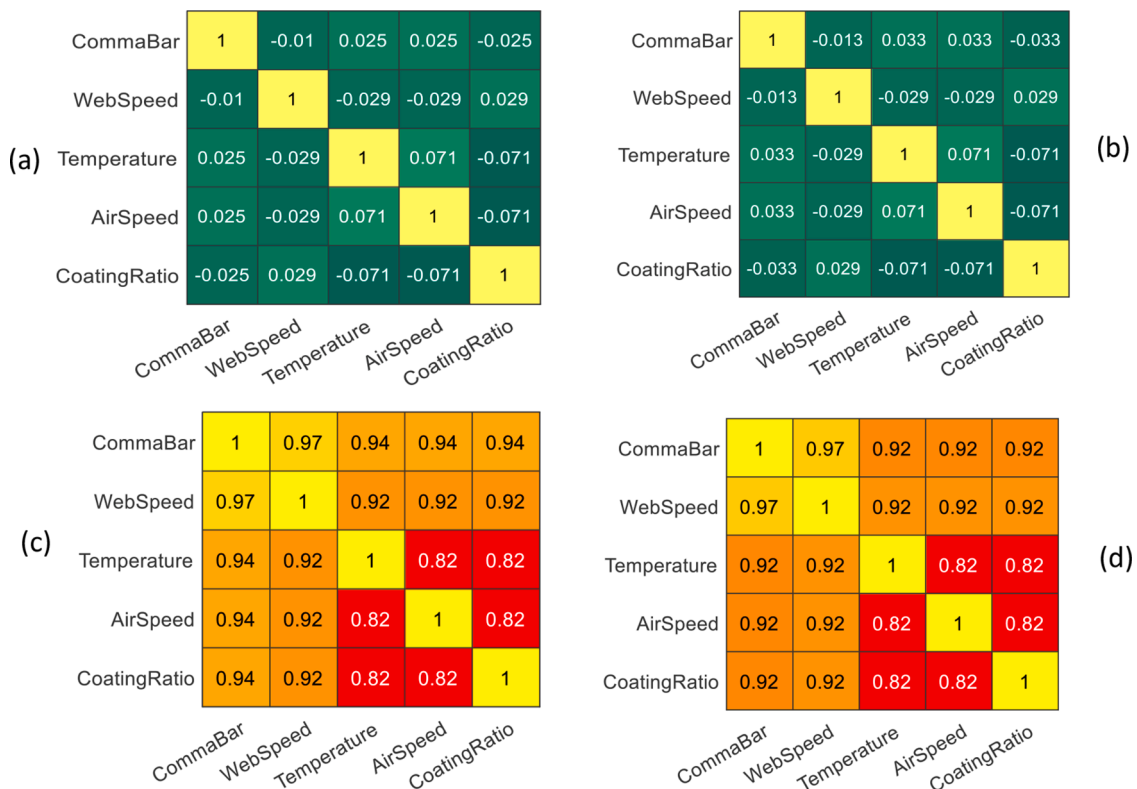 (a)
CommaBar 1 -0.01 0.025 0.025 -0.025
WebSpeed -0.01 1 -0.029 -0.029 0.029
Temperature 0.025 -0.029 1 0.071 -0.071
AirSpeed 0.025 -0.029 0.071 1 -0.071
CoatingRatio -0.025 0.029 -0.071 -0.071 1
CommaBar WebSpeed Temperature AirSpeed CoatingRatio
(b)
CommaBar 1 -0.013 0.033 0.033 -0.033
WebSpeed -0.013 1 -0.029 -0.029 0.029
Temperature 0.033 -0.029 1 0.071 -0.071
AirSpeed 0.033 -0.029 0.071 1 -0.071
CoatingRatio -0.033 0.029 -0.071 -0.071 1
CommaBar WebSpeed Temperature AirSpeed CoatingRatio
(c)
CommaBar 1 0.97 0.94 0.94 0.94
WebSpeed 0.97 1 0.92 0.92 0.92
Temperature 0.94 0.92 1 0.82 0.82
AirSpeed 0.94 0.92 0.82 1 0.82
CoatingRatio 0.94 0.92 0.82 0.82 1
CommaBar WebSpeed Temperature AirSpeed CoatingRatio
(d)
CommaBar 1 0.97 0.92 0.92 0.92
WebSpeed 0.97 1 0.92 0.92 0.92
Temperature 0.92 0.92 1 0.82 0.82
AirSpeed 0.92 0.92 0.82 1 0.82
CoatingRatio 0.92 0.92 0.82 0.82 1
CommaBar WebSpeed Temperature AirSpeed CoatingRatio